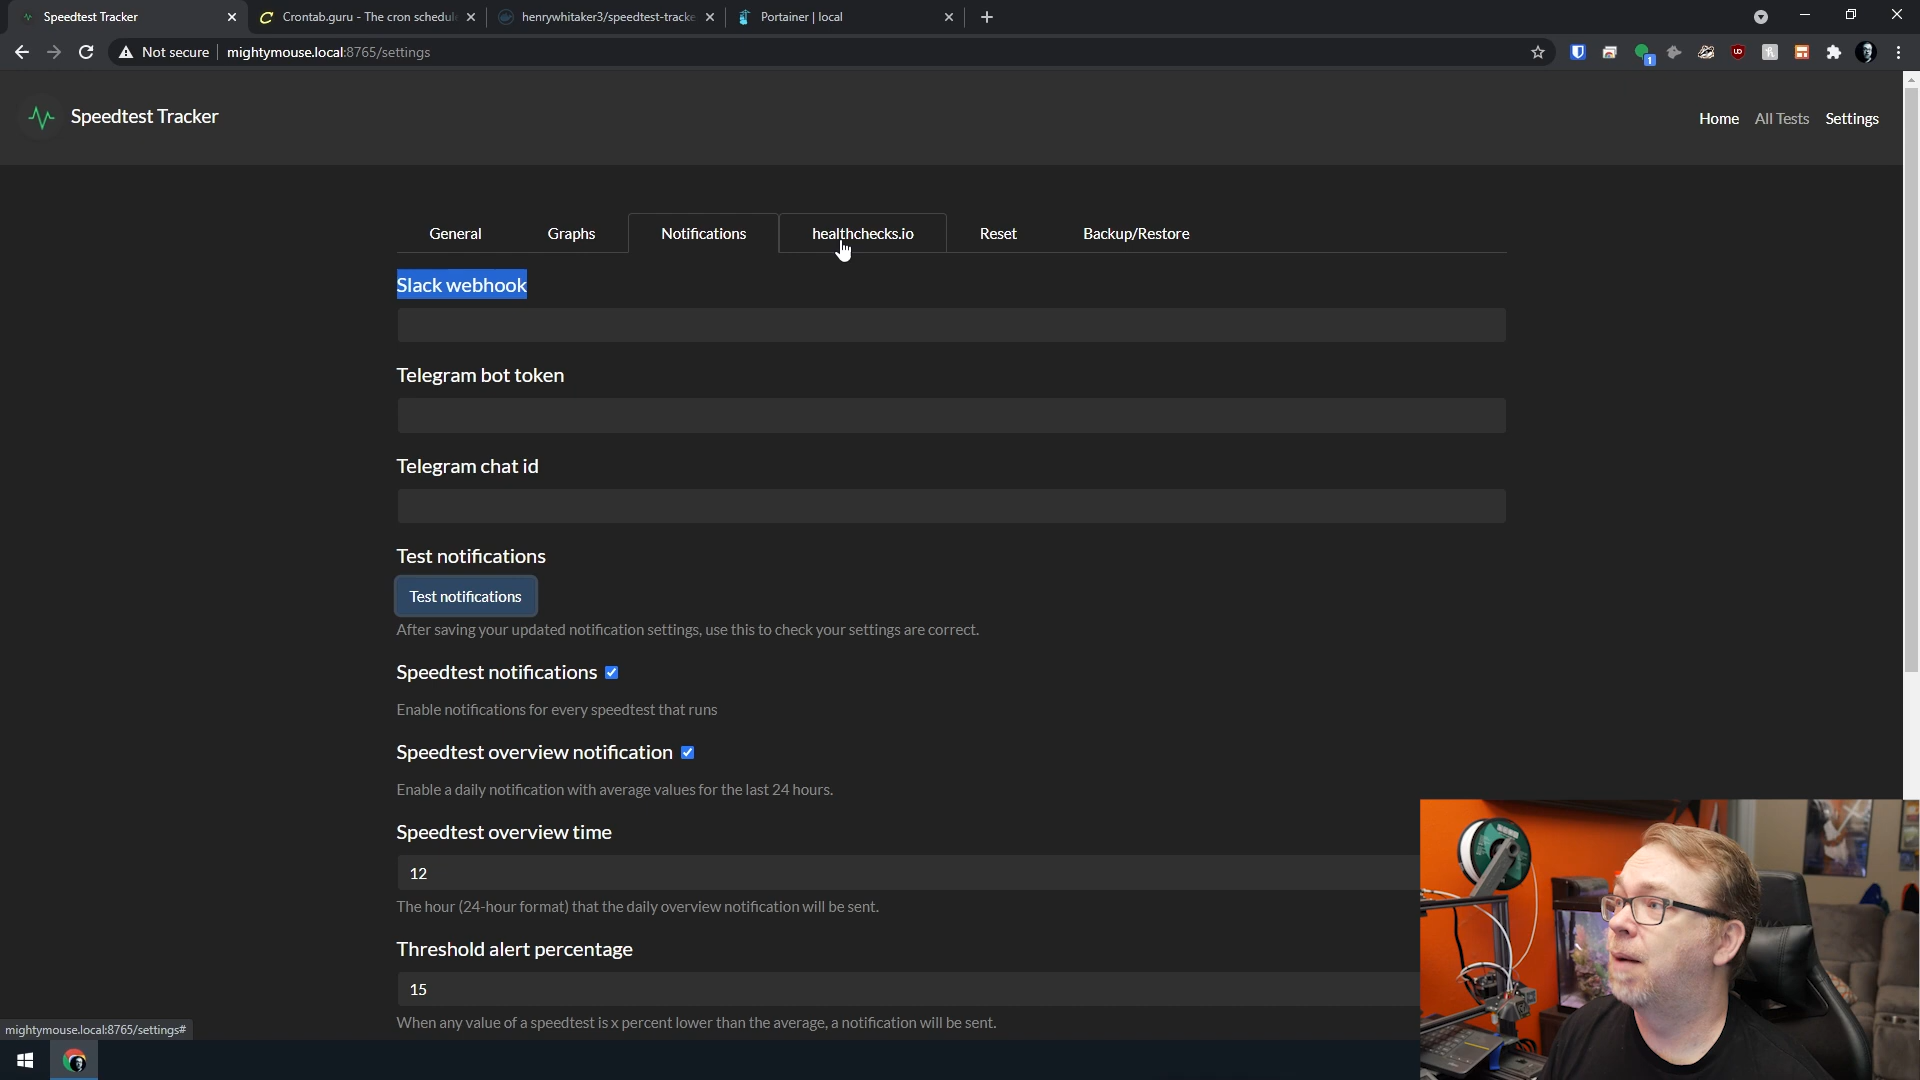 Speedtest Tracker
Crontab.guru - The cron schedule
henrywhitaker3/speedtest-tracke
Portainer | local
Not secure
mightymouse.local:8765/settings
1
Speedtest Tracker
Home
All Tests
Settings
General
Graphs
Notifications
healthchecks.io
Reset
Backup/Restore
Slack webhook
Telegram bot token
Telegram chat id
Test notifications
Test notifications
After saving your updated notification settings, use this to check your settings are correct.
Speedtest notifications
Enable notifications for every speedtest that runs
Speedtest overview notification
Enable a daily notification with average values for the last 24 hours.
Speedtest overview time
12
The hour (24-hour format) that the daily overview notification will be sent.
Threshold alert percentage
15
When any value of a speedtest is x percent lower than the average, a notification will be sent.
mightymouse.local:8765/settings#